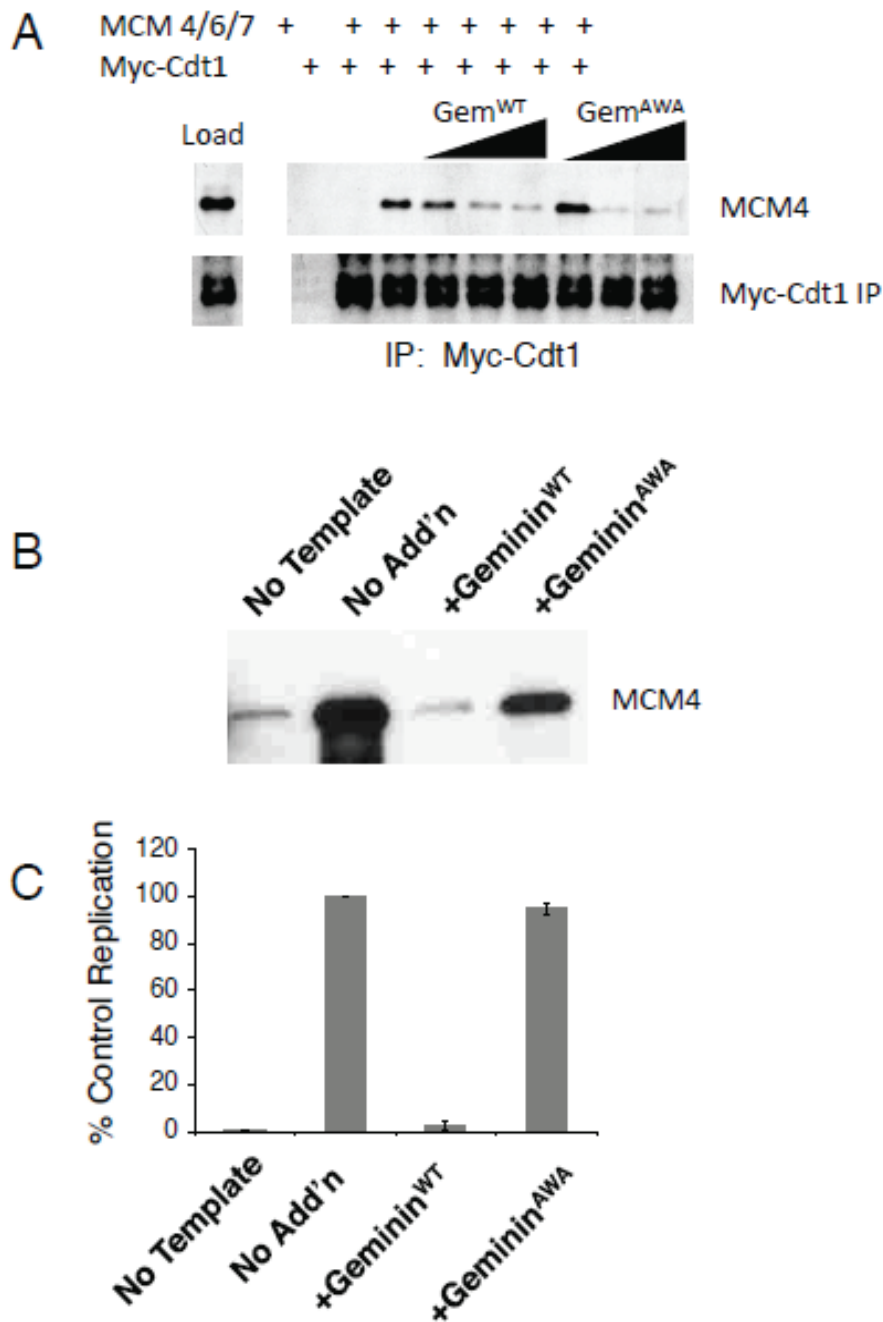 A
MCM 4/6/7 + + + + + + + +
Myc-Cdt1 + + + + + + + +
Load
Gem^WT Gem^AWA
MCM4
Myc-Cdt1 IP
IP: Myc-Cdt1
B
No Template
No Add'n
+Geminin^WT
+Geminin^AWA
MCM4
C
% Control Replication
120
100
80
60
40
20
0
No Template
No Add'n
+Geminin^WT
+Geminin^AWA